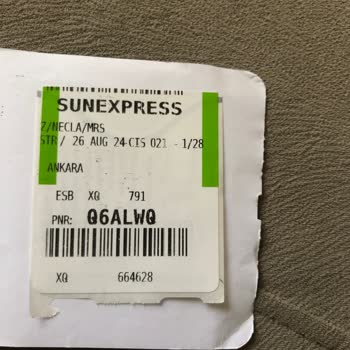 SUNEXPRESS
Z/NECLA/MRS
STR/ 26 AUG 24 CIS 021 - 1/28
ANKARA
ESB XQ 791
PNR: Q6ALWQ
XQ 664628